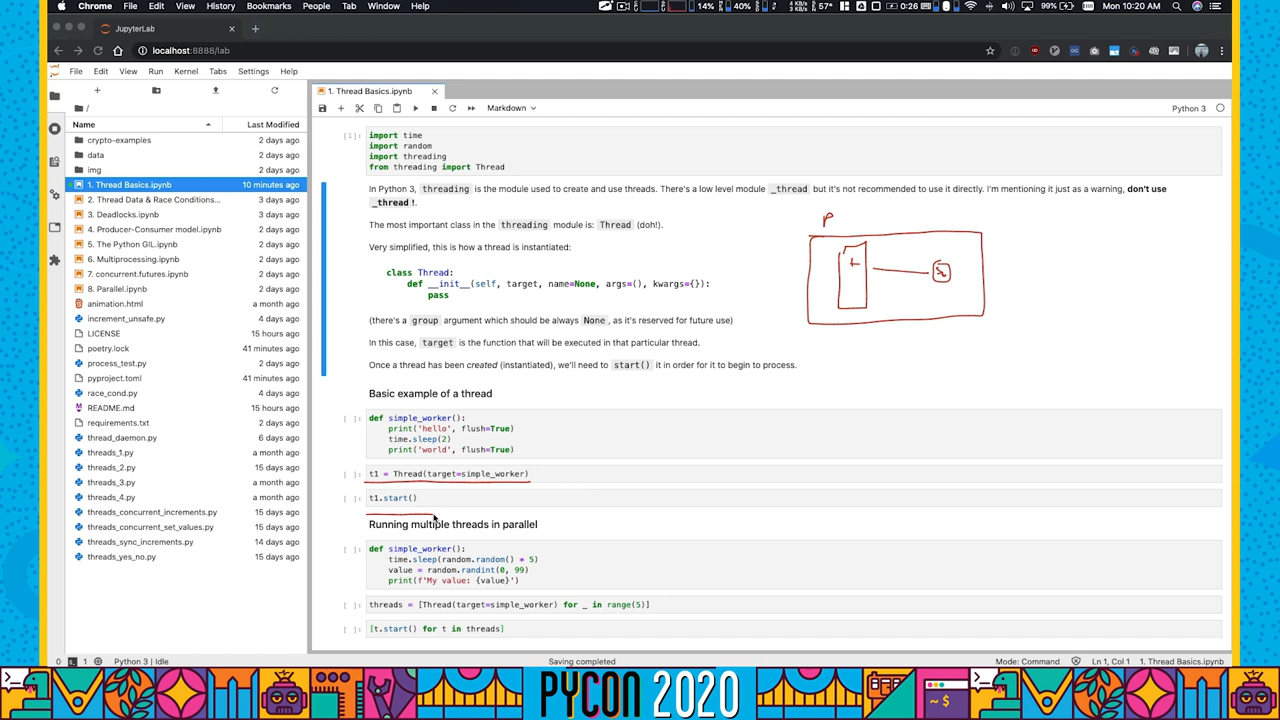 Chrome File Edit View History Bookmarks People Tab Window Help 14% 40% 57° 0:26 99% Mon 10:20 AM
JupyterLab
localhost:8888/lab
File Edit View Run Kernel Tabs Settings Help
1. Thread Basics.ipynb
Markdown
Python 3
/
Name Last Modified
crypto-examples 2 days ago
data 2 days ago
img 2 days ago
1. Thread Basics.ipynb 10 minutes ago
2. Thread Data & Race Conditions... 3 days ago
3. Deadlocks.ipynb 2 days ago
4. Producer-Consumer model.ipynb 2 days ago
5. The Python GIL.ipynb 2 days ago
6. Multiprocessing.ipynb 2 days ago
7. concurrent.futures.ipynb 2 days ago
8. Parallel.ipynb 2 days ago
animation.html a month ago
increment_unsafe.py 4 days ago
LICENSE 15 hours ago
poetry.lock 41 minutes ago
process_test.py 2 days ago
pyproject.toml 41 minutes ago
race_cond.py 4 days ago
README.md 15 hours ago
requirements.txt 2 days ago
thread_daemon.py 6 days ago
threads_1.py a month ago
threads_2.py 15 days ago
threads_3.py a month ago
threads_4.py a month ago
threads_concurrent_increments.py 15 days ago
threads_concurrent_set_values.py 15 days ago
threads_sync_increments.py 14 days ago
threads_yes_no.py 15 days ago
[1]: import time
import random
import threading
from threading import Thread
In Python 3, threading is the module used to create and use threads. There's a low level module _thread but it's not recommended to use it directly. I'm mentioning it just as a warning, don't use
_thread !.
The most important class in the threading module is: Thread (doh!).
Very simplified, this is how a thread is instantiated:
class Thread:
def __init__(self, target, name=None, args=(), kwargs={}):
pass
(there's a group argument which should be always None, as it's reserved for future use)
In this case, target is the function that will be executed in that particular thread.
Once a thread has been created (instantiated), we'll need to start() it in order for it to begin to process.
P
t
Basic example of a thread
[ ]: def simple_worker():
print('hello', flush=True)
time.sleep(2)
print('world', flush=True)
[ ]: t1 = Thread(target=simple_worker)
[ ]: t1.start()
Running multiple threads in parallel
[ ]: def simple_worker():
time.sleep(random.random() * 5)
value = random.randint(0, 99)
print(f'My value: {value}')
[ ]: threads = [Thread(target=simple_worker) for _ in range(5)]
[ ]: [t.start() for t in threads]
0 1 Python 3 | Idle Saving completed Mode: Command Ln 1, Col 1 1. Thread Basics.ipynb
PYCON 2020